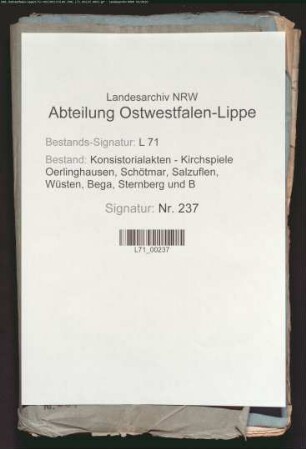 Landesarchiv NRW
Abteilung Ostwestfalen-Lippe
Bestands-Signatur: L 71
Bestand: Konsistorialakten - Kirchspiele
Oerlinghausen, Schötmar, Salzuflen,
Wüsten, Bega, Sternberg und B
Signatur: Nr. 237
L71_00237